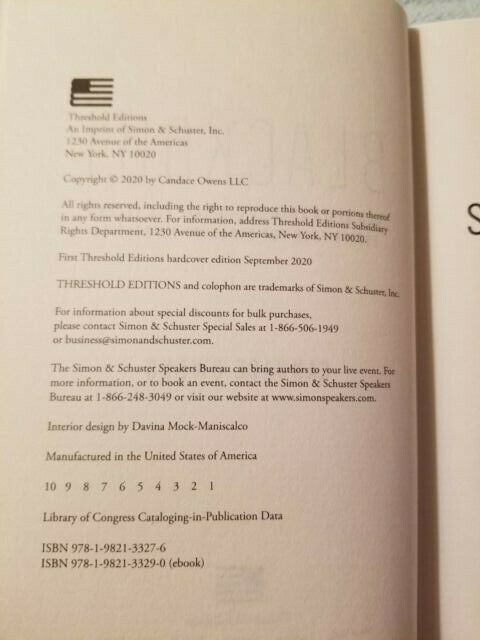 Threshold Editions
An Imprint of Simon & Schuster, Inc.
1230 Avenue of the Americas
New York, NY 10020
Copyright © 2020 by Candace Owens LLC
All rights reserved, including the right to reproduce this book or portions thereof
in any form whatsoever. For information, address Threshold Editions Subsidiary
Rights Department, 1230 Avenue of the Americas, New York, NY 10020.
First Threshold Editions hardcover edition September 2020
THRESHOLD EDITIONS and colophon are trademarks of Simon & Schuster, Inc.
For information about special discounts for bulk purchases,
please contact Simon & Schuster Special Sales at 1-866-506-1949
or business@simonandschuster.com.
The Simon & Schuster Speakers Bureau can bring authors to your live event. For
more information, or to book an event, contact the Simon & Schuster Speakers
Bureau at 1-866-248-3049 or visit our website at www.simonspeakers.com.
Interior design by Davina Mock-Maniscalco
Manufactured in the United States of America
10 9 8 7 6 5 4 3 2 1
Library of Congress Cataloging-in-Publication Data
ISBN 978-1-9821-3327-6
ISBN 978-1-9821-3329-0 (ebook)
S